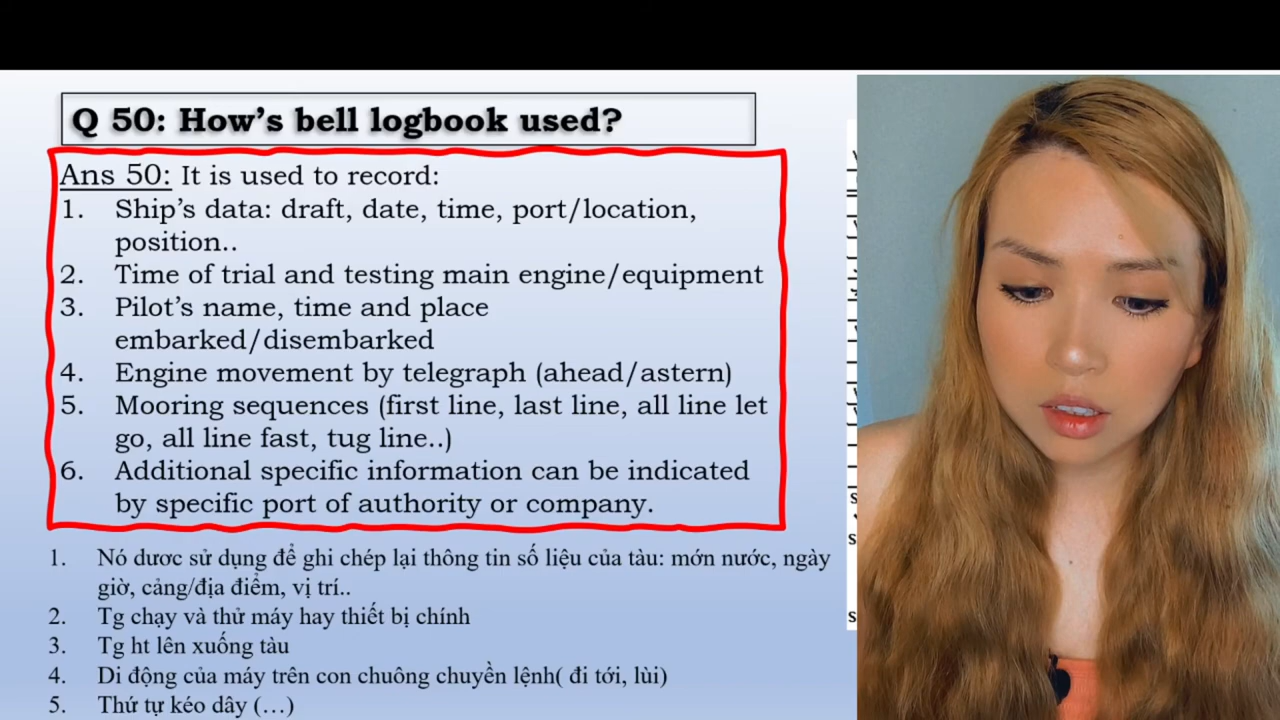 Q 50: How's bell logbook used?
Ans 50: It is used to record:
1. Ship's data: draft, date, time, port/location,
position..
2. Time of trial and testing main engine/equipment
3. Pilot's name, time and place
embarked/disembarked
4. Engine movement by telegraph (ahead/astern)
5. Mooring sequences (first line, last line, all line let
go, all line fast, tug line..)
6. Additional specific information can be indicated
by specific port of authority or company.
1. Nó dươc sử dụng để ghi chép lại thông tin số liệu của tàu: mớn nước, ngày
giờ, cảng/địa điểm, vị trí..
2. Tg chạy và thử máy hay thiết bị chính
3. Tg ht lên xuống tàu
4. Di động của máy trên con chuông chuyền lệnh( đi tới, lùi)
5. Thứ tự kéo dây (…)